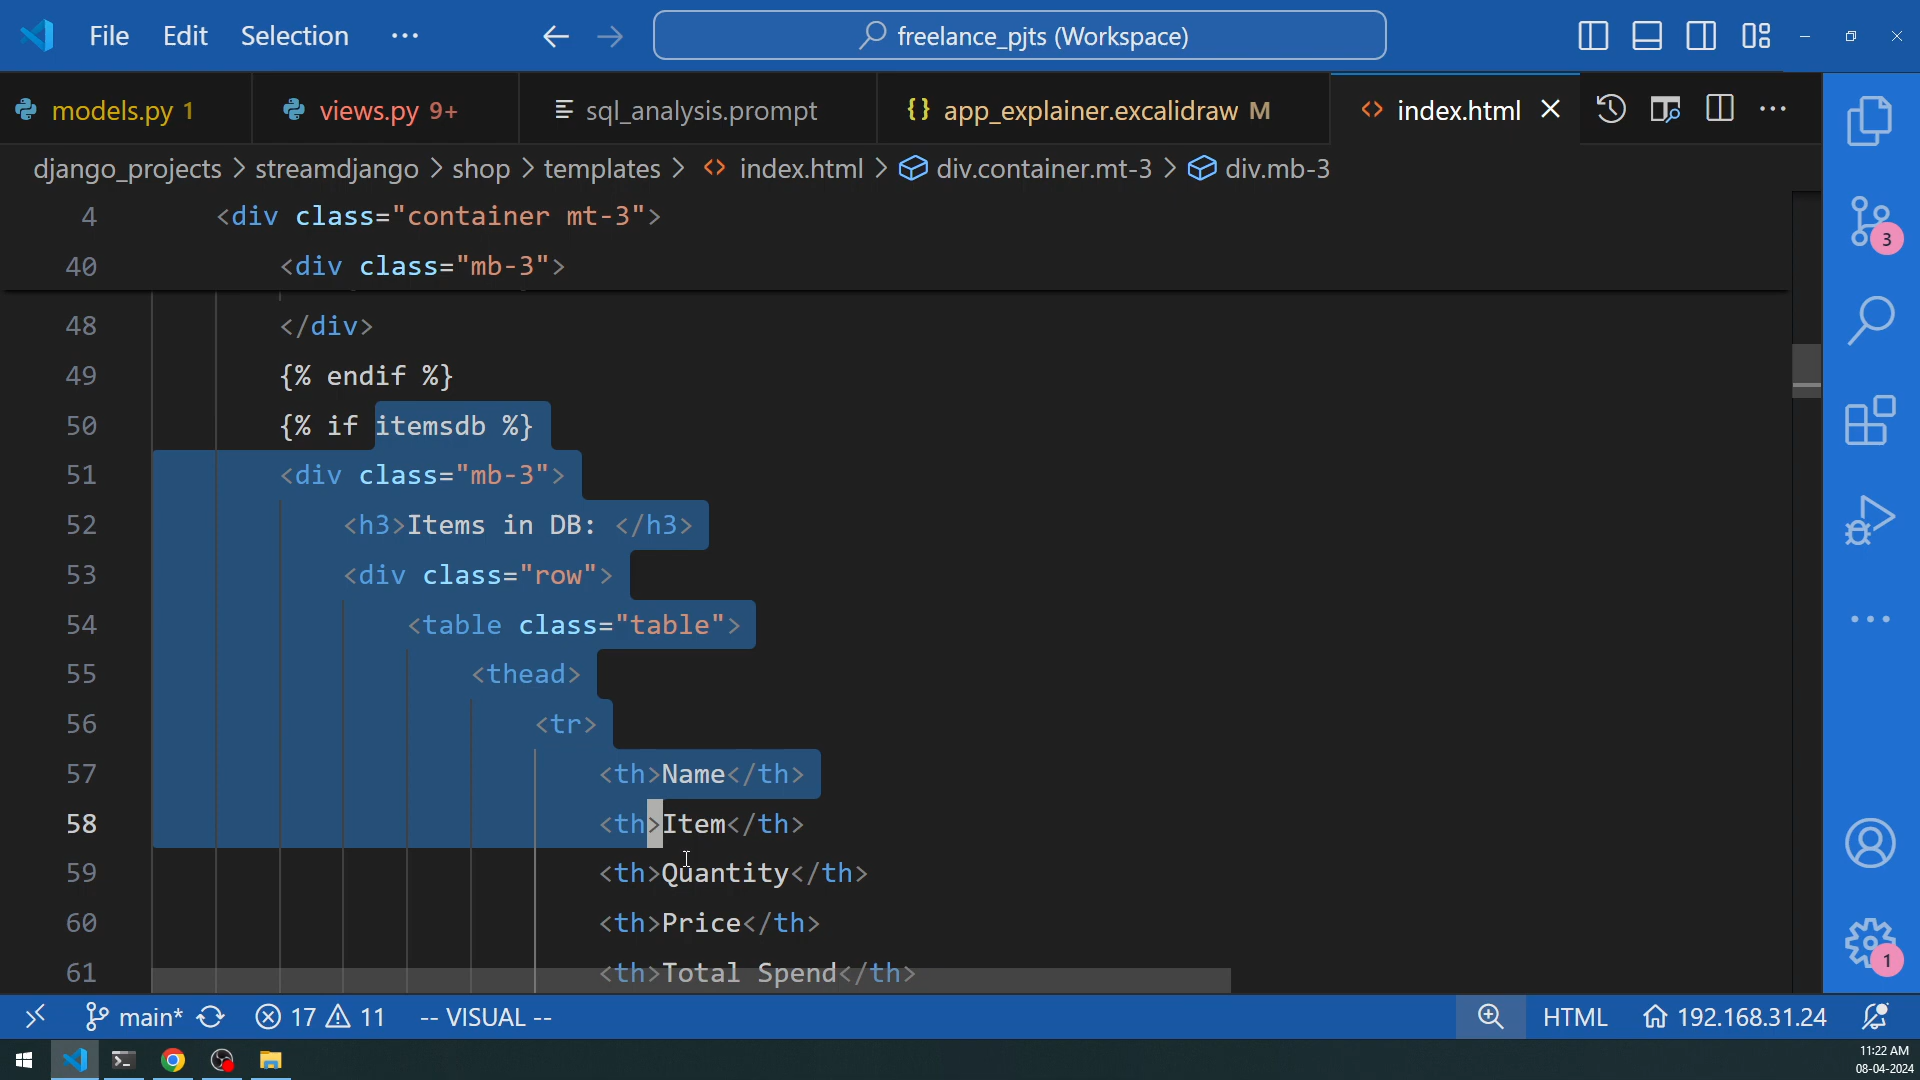 File Edit Selection ··· freelance_pjts (Workspace)
models.py 1 views.py 9+ sql_analysis.prompt {} app_explainer.excalidraw M <> index.html
django_projects > streamdjango > shop > templates > <> index.html > div.container.mt-3 > div.mb-3
4 <div class="container mt-3">
40 <div class="mb-3">
48 </div>
49 {% endif %}
50 {% if itemsdb %}
51 <div class="mb-3">
52 <h3>Items in DB: </h3>
53 <div class="row">
54 <table class="table">
55 <thead>
56 <tr>
57 <th>Name</th>
58 <th>Item</th>
59 <th>Quantity</th>
60 <th>Price</th>
61 <th>Total Spend</th>
3
1
main* 17 11 -- VISUAL -- HTML 192.168.31.24
11:22 AM
08-04-2024